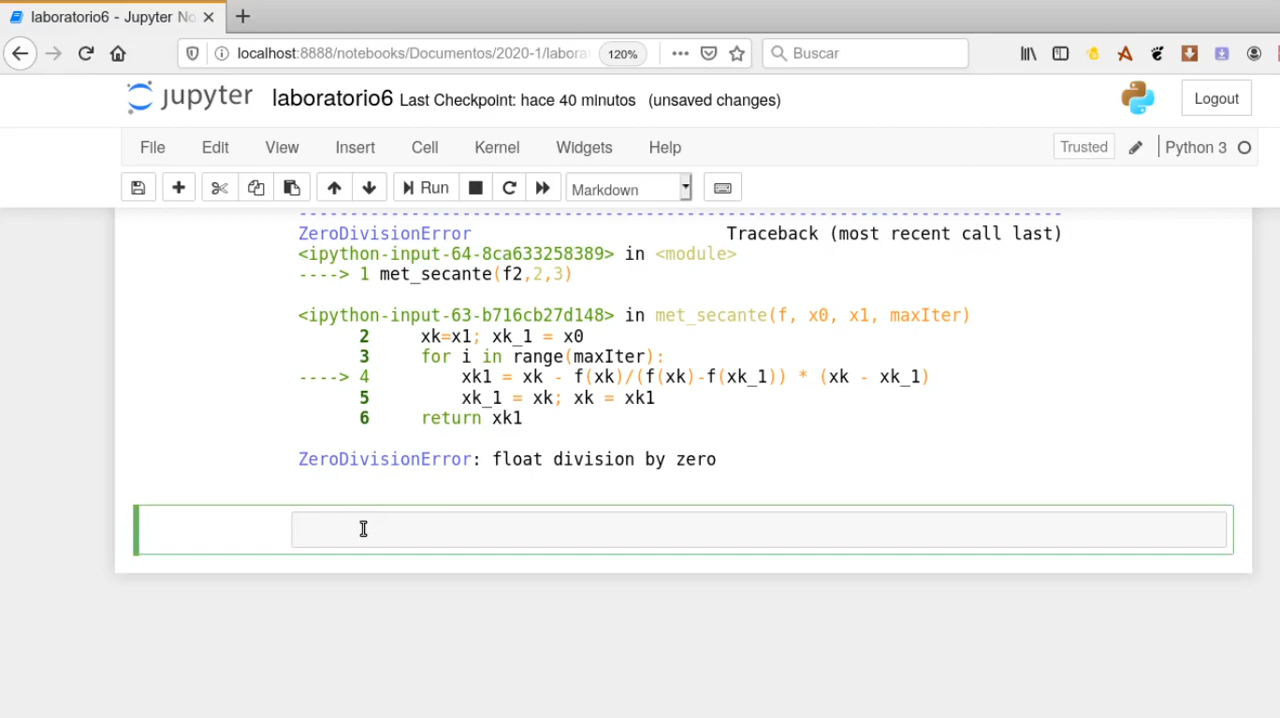 laboratorio6 - Jupyter No
localhost:8888/notebooks/Documentos/2020-1/labora
120%
Buscar
jupyter laboratorio6 Last Checkpoint: hace 40 minutos (unsaved changes)
Logout
File Edit View Insert Cell Kernel Widgets Help
Trusted
Python 3
Run
Markdown
---------------------------------------------------------------------------
ZeroDivisionError                         Traceback (most recent call last)
<ipython-input-64-8ca633258389> in <module>
----> 1 met_secante(f2,2,3)
<ipython-input-63-b716cb27d148> in met_secante(f, x0, x1, maxIter)
      2     xk=x1; xk_1 = x0
      3     for i in range(maxIter):
----> 4         xk1 = xk - f(xk)/(f(xk)-f(xk_1)) * (xk - xk_1)
      5         xk_1 = xk; xk = xk1
      6     return xk1
ZeroDivisionError: float division by zero